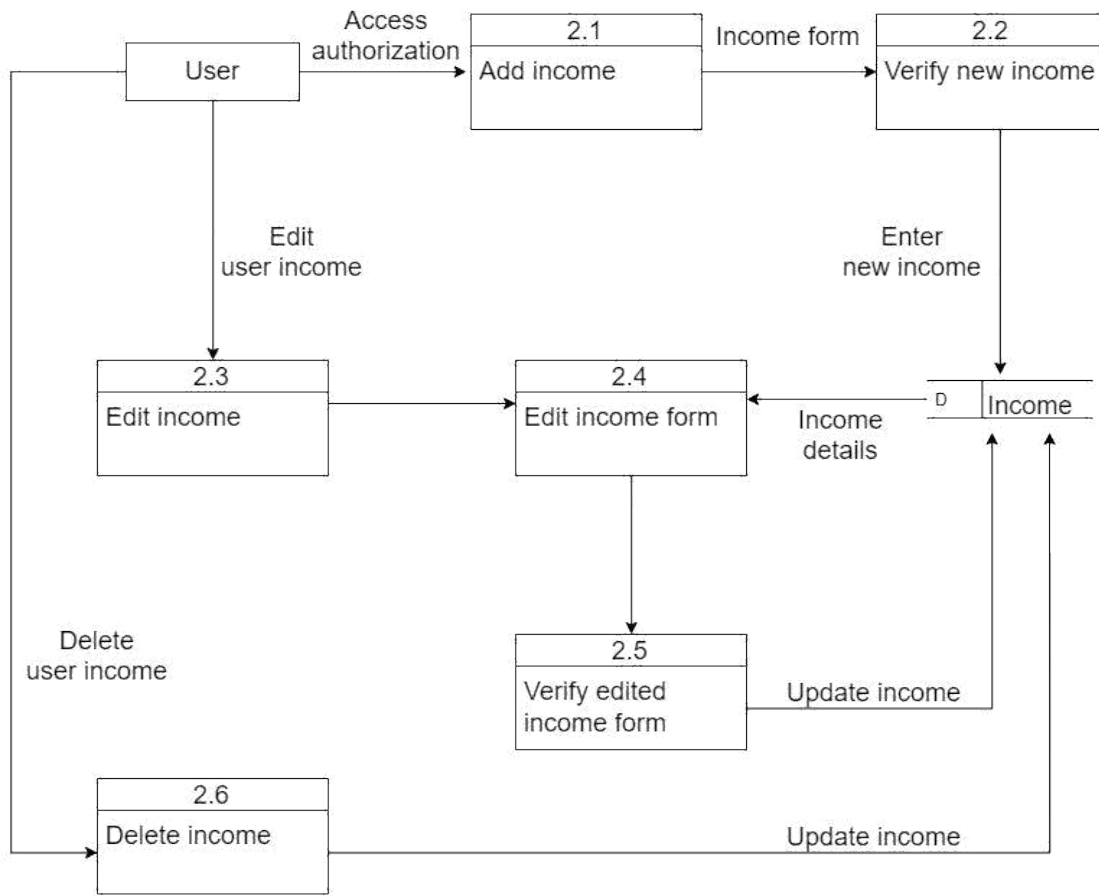 Access
authorization
2.1
Income form
2.2
User
Add income
Verify new income
Edit
user income
Enter
new income
2.3
2.4
D
Income
Edit income
Edit income form
Income
details
Delete
user income
2.5
Verify edited
income form
Update income
2.6
Delete income
Update income